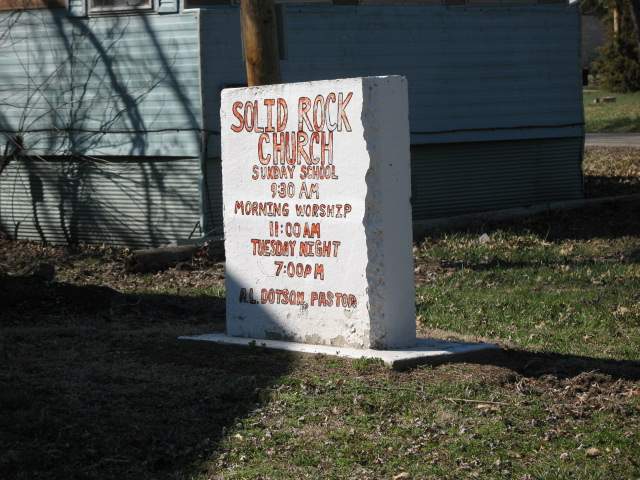 SOLID ROCK
CHURCH
SUNDAY SCHOOL
9:30 AM
MORNING WORSHIP
11:00 AM
TUESDAY NIGHT
7:00 PM
A.L. DOTSON, PASTOR